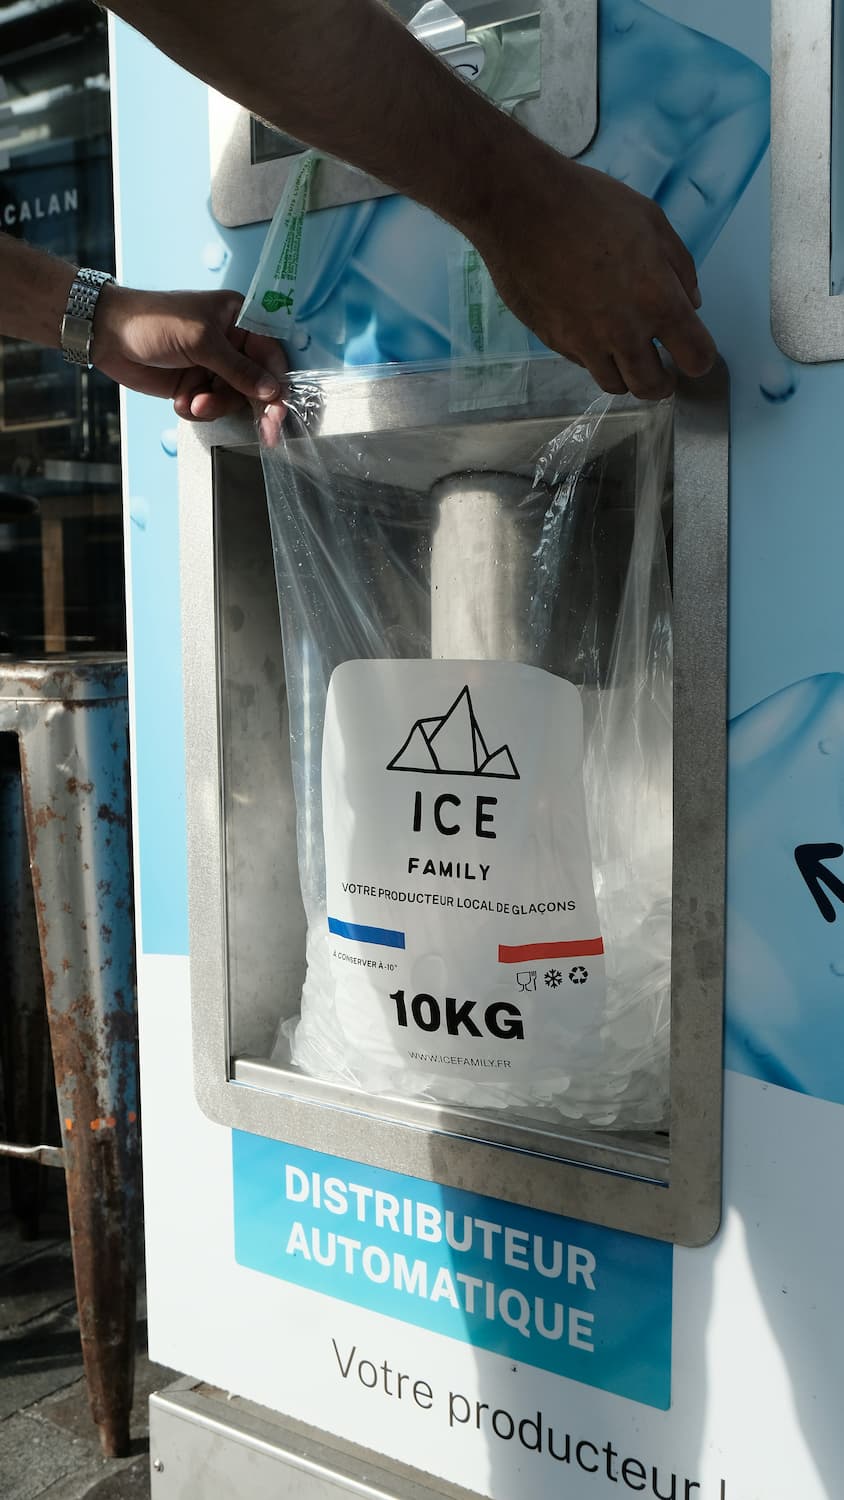 CALAN
ICE
FAMILY
VOTRE PRODUCTEUR LOCAL DE GLAÇONS
À CONSERVER À -10°
10KG
WWW.ICEFAMILY.FR
DISTRIBUTEUR
AUTOMATIQUE
Votre producteur